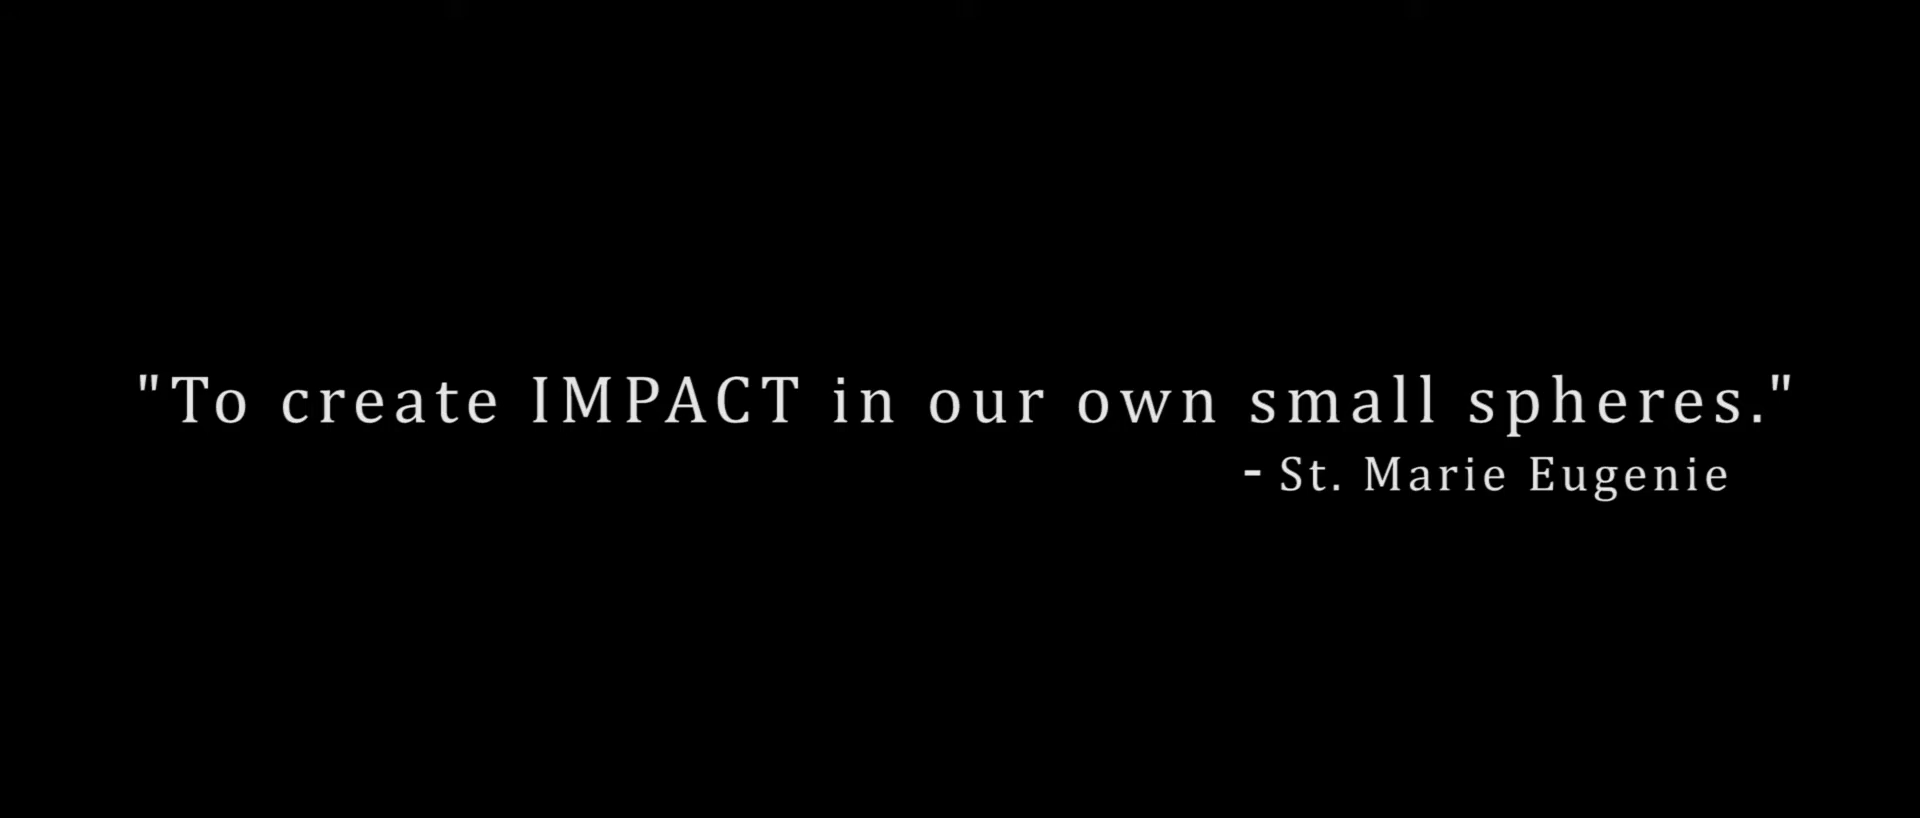 "To create IMPACT in our own small spheres."
- St. Marie Eugenie